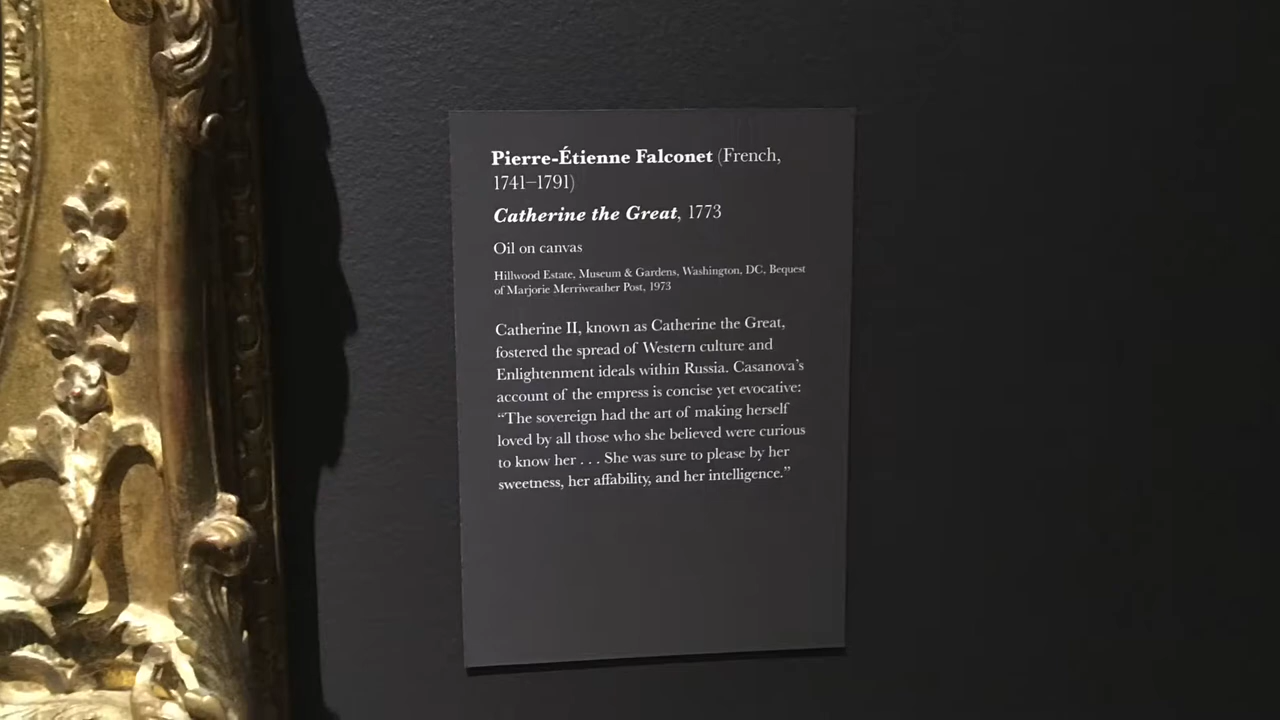 Pierre-Étienne Falconet (French,
1741–1791)
Catherine the Great, 1773
Oil on canvas
Hillwood Estate, Museum & Gardens, Washington, DC, Bequest
of Marjorie Merriweather Post, 1973
Catherine II, known as Catherine the Great,
fostered the spread of Western culture and
Enlightenment ideals within Russia. Casanova’s
account of the empress is concise yet evocative:
“The sovereign had the art of making herself
loved by all those who she believed were curious
to know her . . . She was sure to please by her
sweetness, her affability, and her intelligence.”